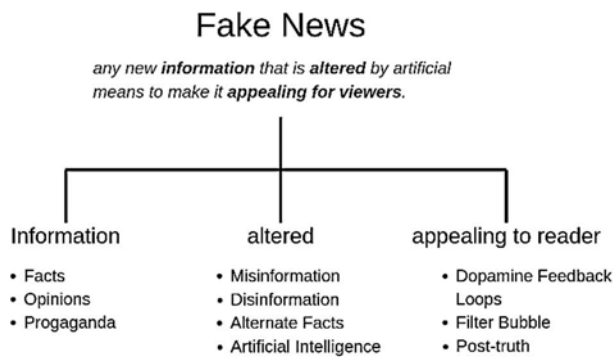 Fake News
any new information that is altered by artificial
means to make it appealing for viewers.
Information
• Facts
• Opinions
• Progaganda
altered
• Misinformation
• Disinformation
• Alternate Facts
• Artificial Intelligence
appealing to reader
• Dopamine Feedback
Loops
• Filter Bubble
• Post-truth